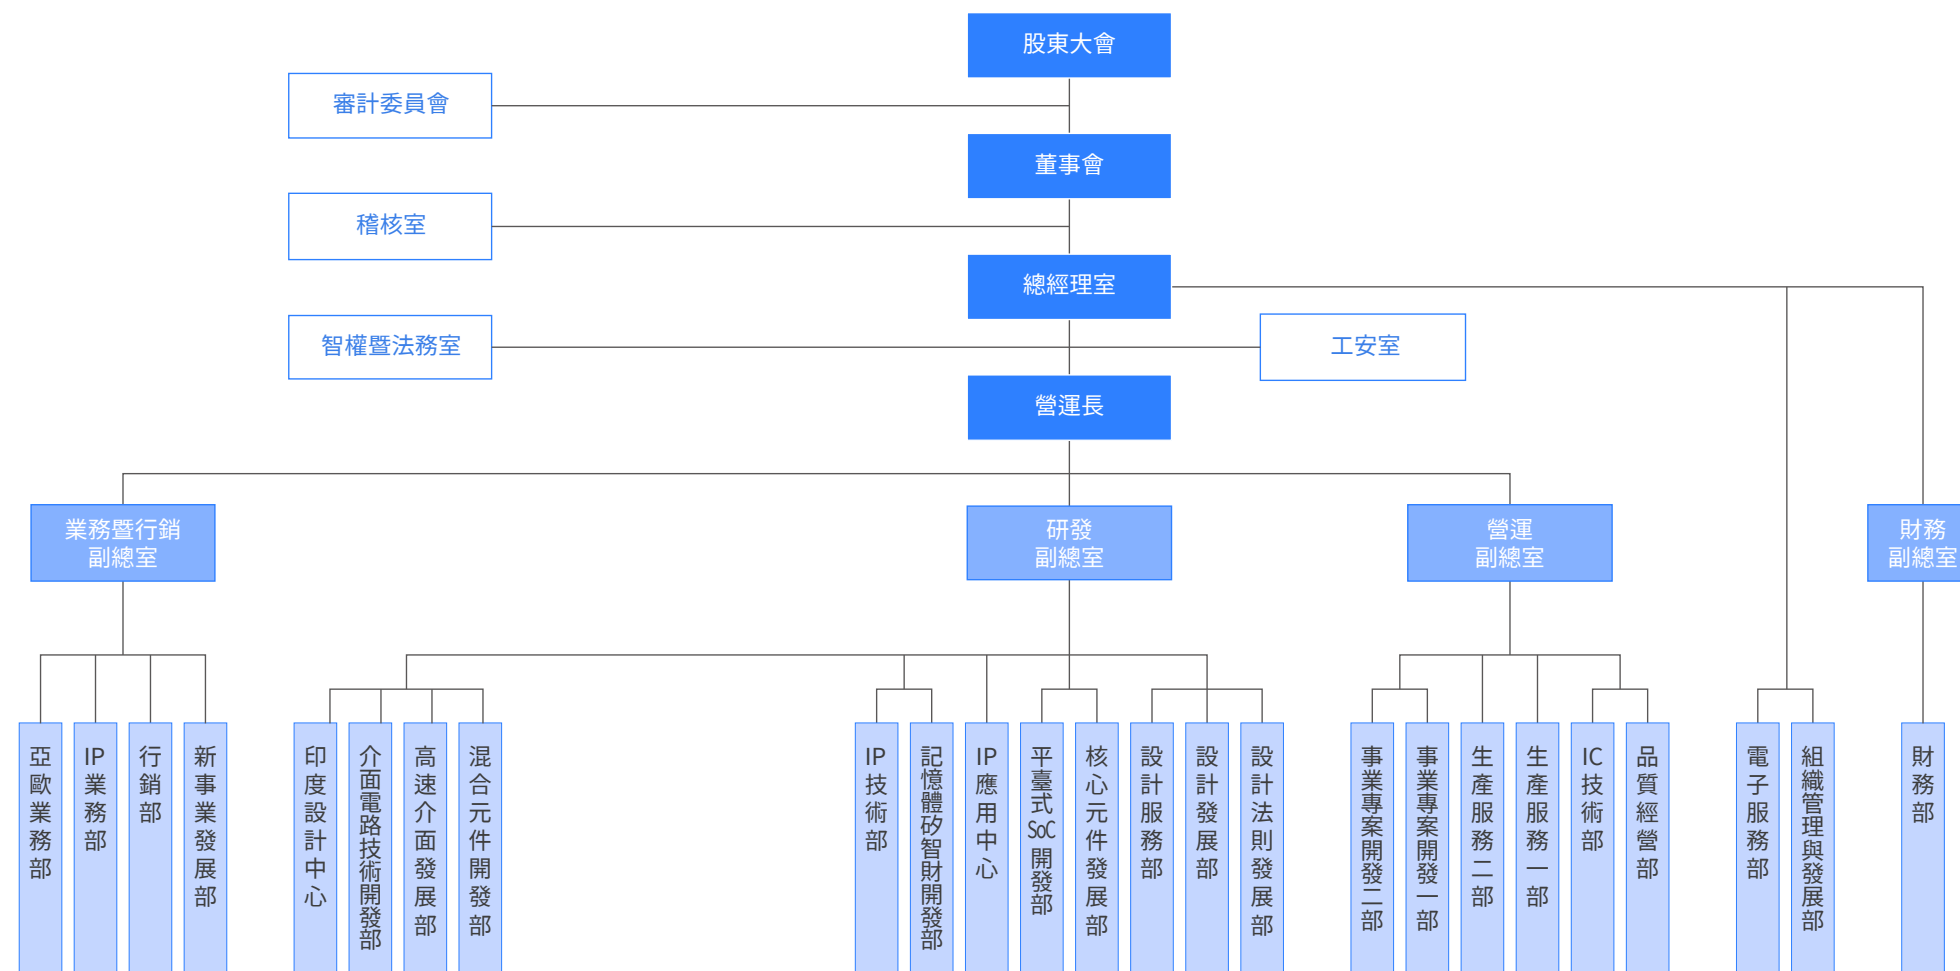 股東大會
審計委員會
董事會
稽核室
總經理室
智權暨法務室
工安室
營運長
業務暨行銷
副總室
研發
副總室
營運
副總室
財務
副總室
亞歐業務部
IP業務部
行銷部
新事業發展部
印度設計中心
介面電路技術開發部
高速介面發展部
混合元件開發部
IP技術部
記憶體矽智財開發部
IP應用中心
平臺式SoC開發部
核心元件發展部
設計服務部
設計發展部
設計法則發展部
事業專案開發二部
事業專案開發一部
生產服務二部
生產服務一部
IC技術部
品質經營部
電子服務部
組織管理與發展部
財務部